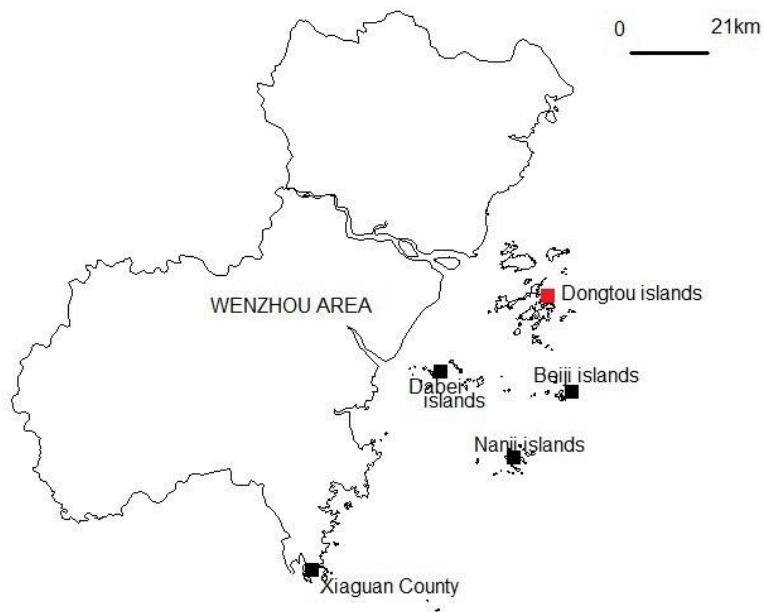 0 21km
WENZHOU AREA
Dongtou islands
Dabei
islands
Beiji islands
Nanji islands
Xiaguan County